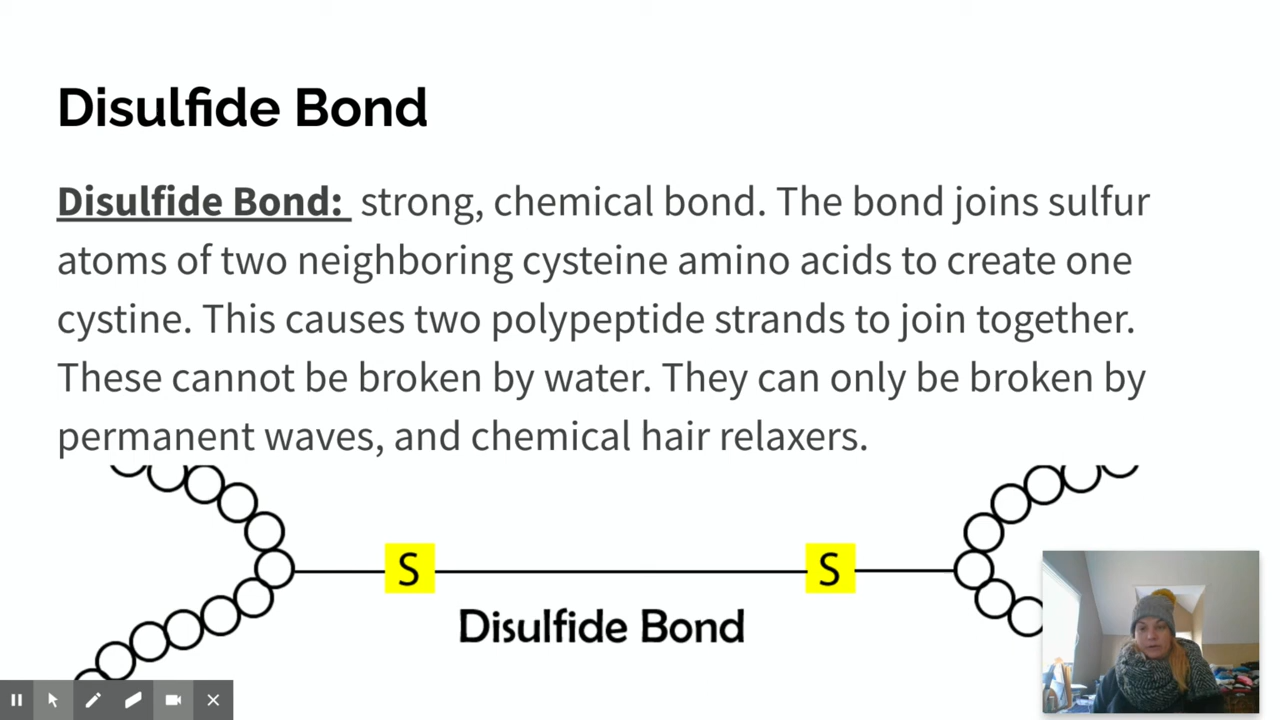 Disulfide Bond
Disulfide Bond: strong, chemical bond. The bond joins sulfur
atoms of two neighboring cysteine amino acids to create one
cystine. This causes two polypeptide strands to join together.
These cannot be broken by water. They can only be broken by
permanent waves, and chemical hair relaxers.
S S
Disulfide Bond